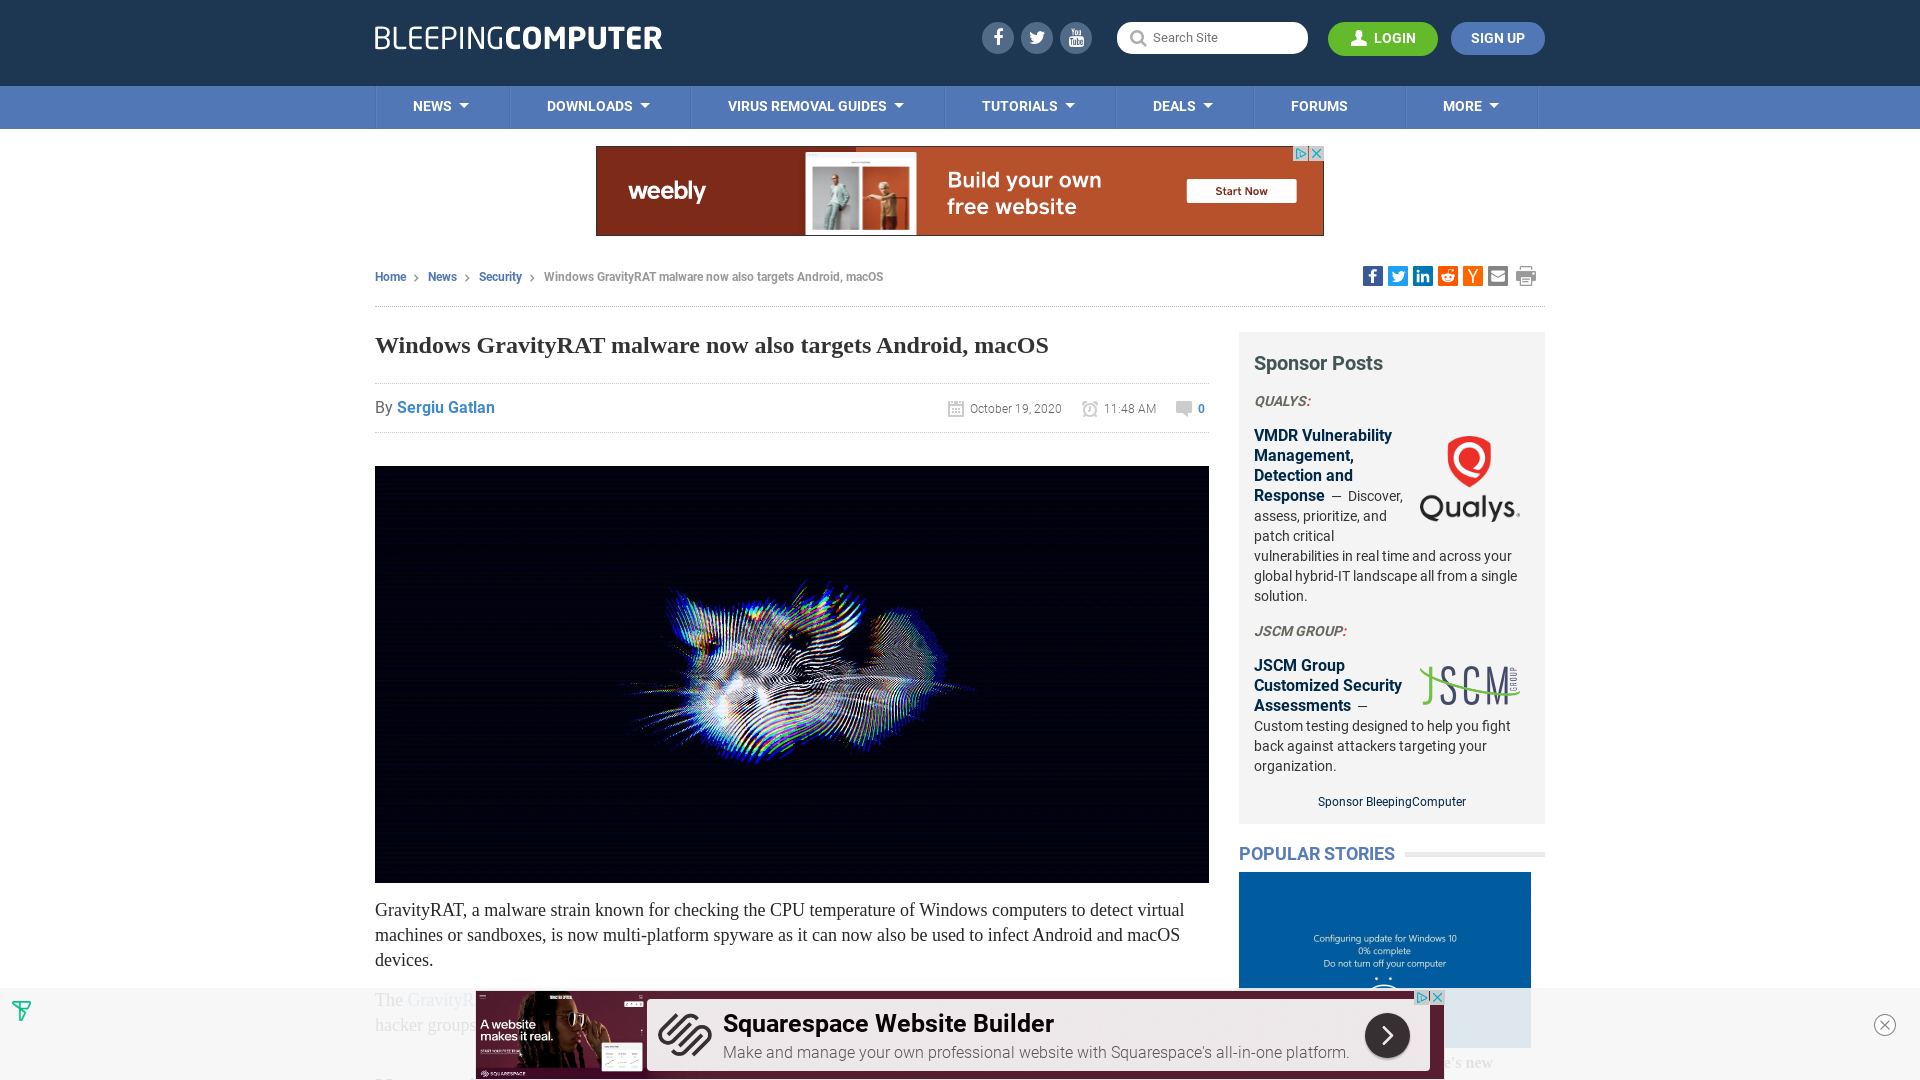 BLEEPINGCOMPUTER
Search Site
LOGIN
SIGN UP
NEWS
DOWNLOADS
VIRUS REMOVAL GUIDES
TUTORIALS
DEALS
FORUMS
MORE
weebly
Build your own
free website
Start Now
Home
News
Security
Windows GravityRAT malware now also targets Android, macOS
Windows GravityRAT malware now also targets Android, macOS
By Sergiu Gatlan
October 19, 2020
11:48 AM
0
GravityRAT, a malware strain known for checking the CPU temperature of Windows computers to detect virtual
machines or sandboxes, is now multi-platform spyware as it can now also be used to infect Android and macOS
devices.
The GravityR
hacker groups
Sponsor Posts
QUALYS:
VMDR Vulnerability
Management,
Detection and
Response – Discover,
assess, prioritize, and
patch critical
vulnerabilities in real time and across your
global hybrid-IT landscape all from a single
solution.
Qualys.
JSCM GROUP:
JSCM Group
Customized Security
Assessments –
Custom testing designed to help you fight
back against attackers targeting your
organization.
JSCM GROUP
Sponsor BleepingComputer
POPULAR STORIES
Configuring update for Windows 10
0% complete
Do not turn off your computer
e's new
A website
makes it real.
START YOUR FREE TRIAL
SQUARESPACE
Squarespace Website Builder
Make and manage your own professional website with Squarespace's all-in-one platform.